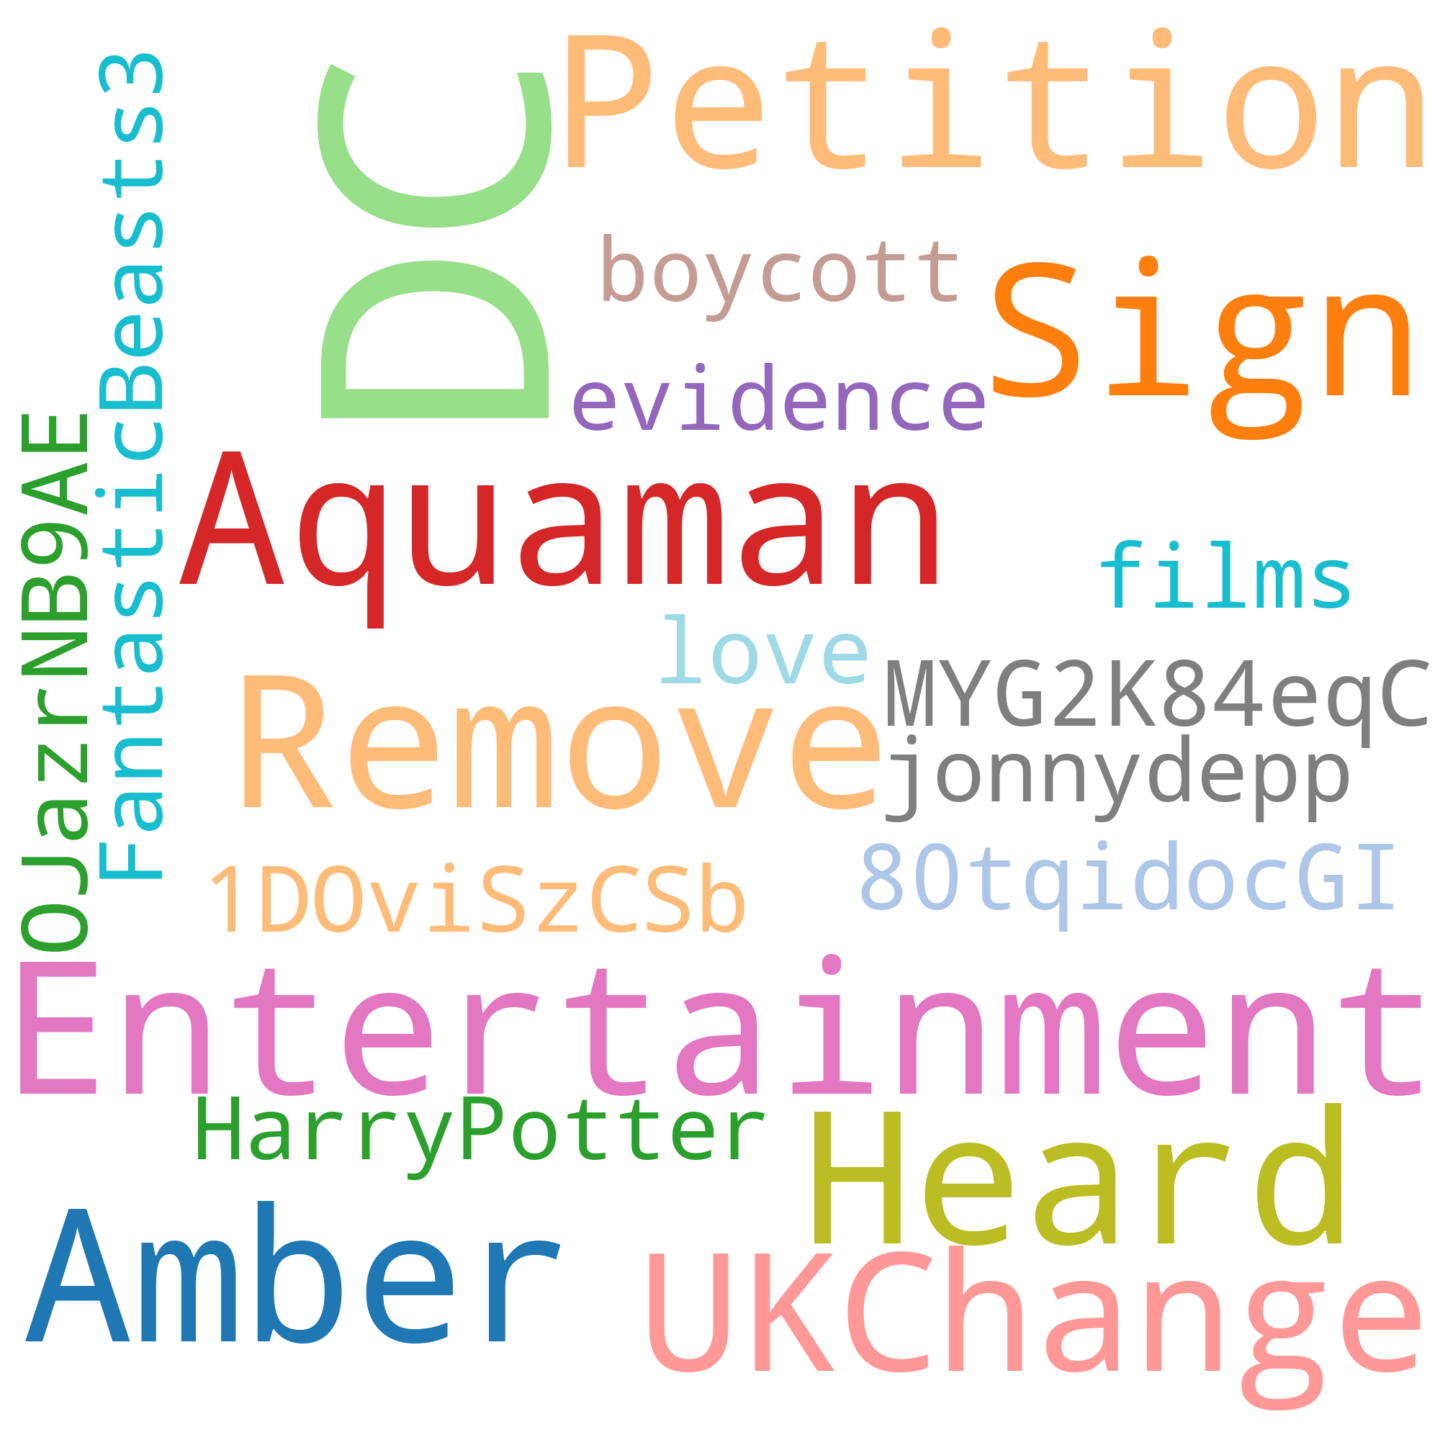 Petition
DC
FantasticBeasts3
boycott
Sign
evidence
OJazrNB9AE
Aquaman
films
love
MYG2K84eqC
Remove
jonnydepp
1DOviSzCSb
8OtqidocGI
Entertainment
HarryPotter
Heard
Amber
UKChange